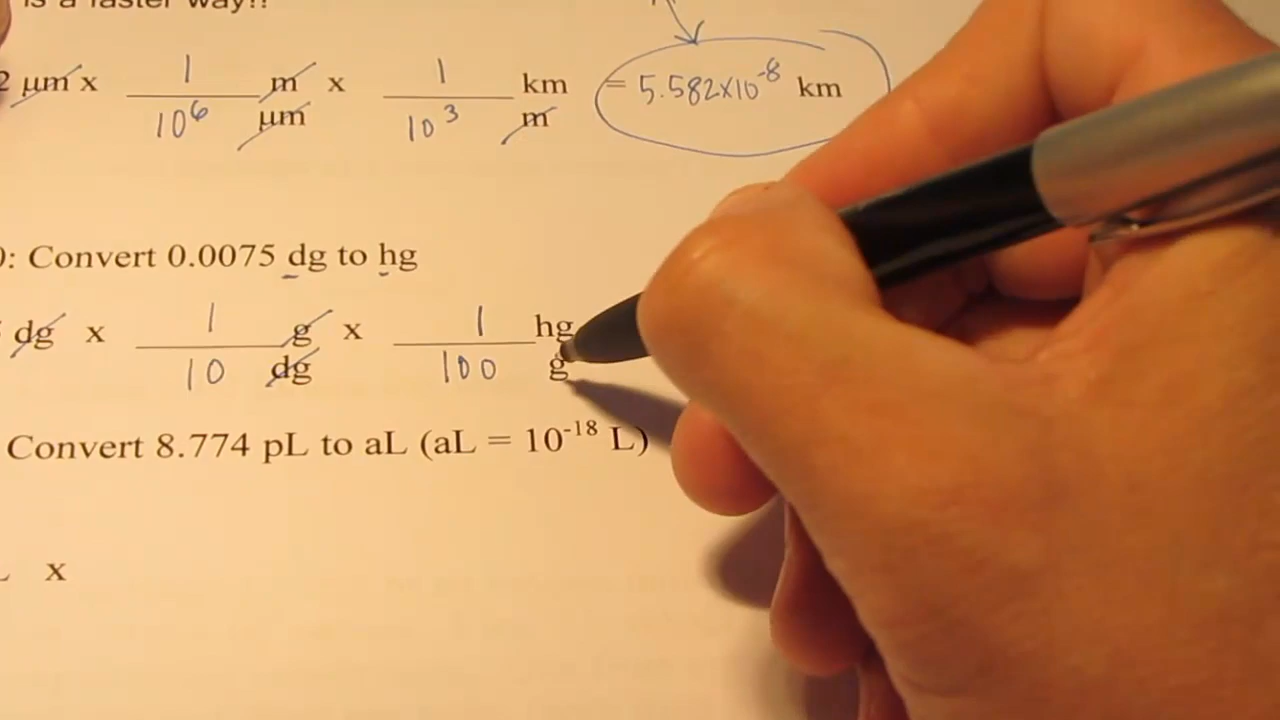 is a faster way!!
2 µm x 1 m x 1 km = 5.582x10⁻⁸ km
10⁶ µm 10³ m
0: Convert 0.0075 dg to hg
dg x 1 g x 1 hg
10 dg 100 g
Convert 8.774 pL to aL (aL = 10⁻¹⁸ L)
x